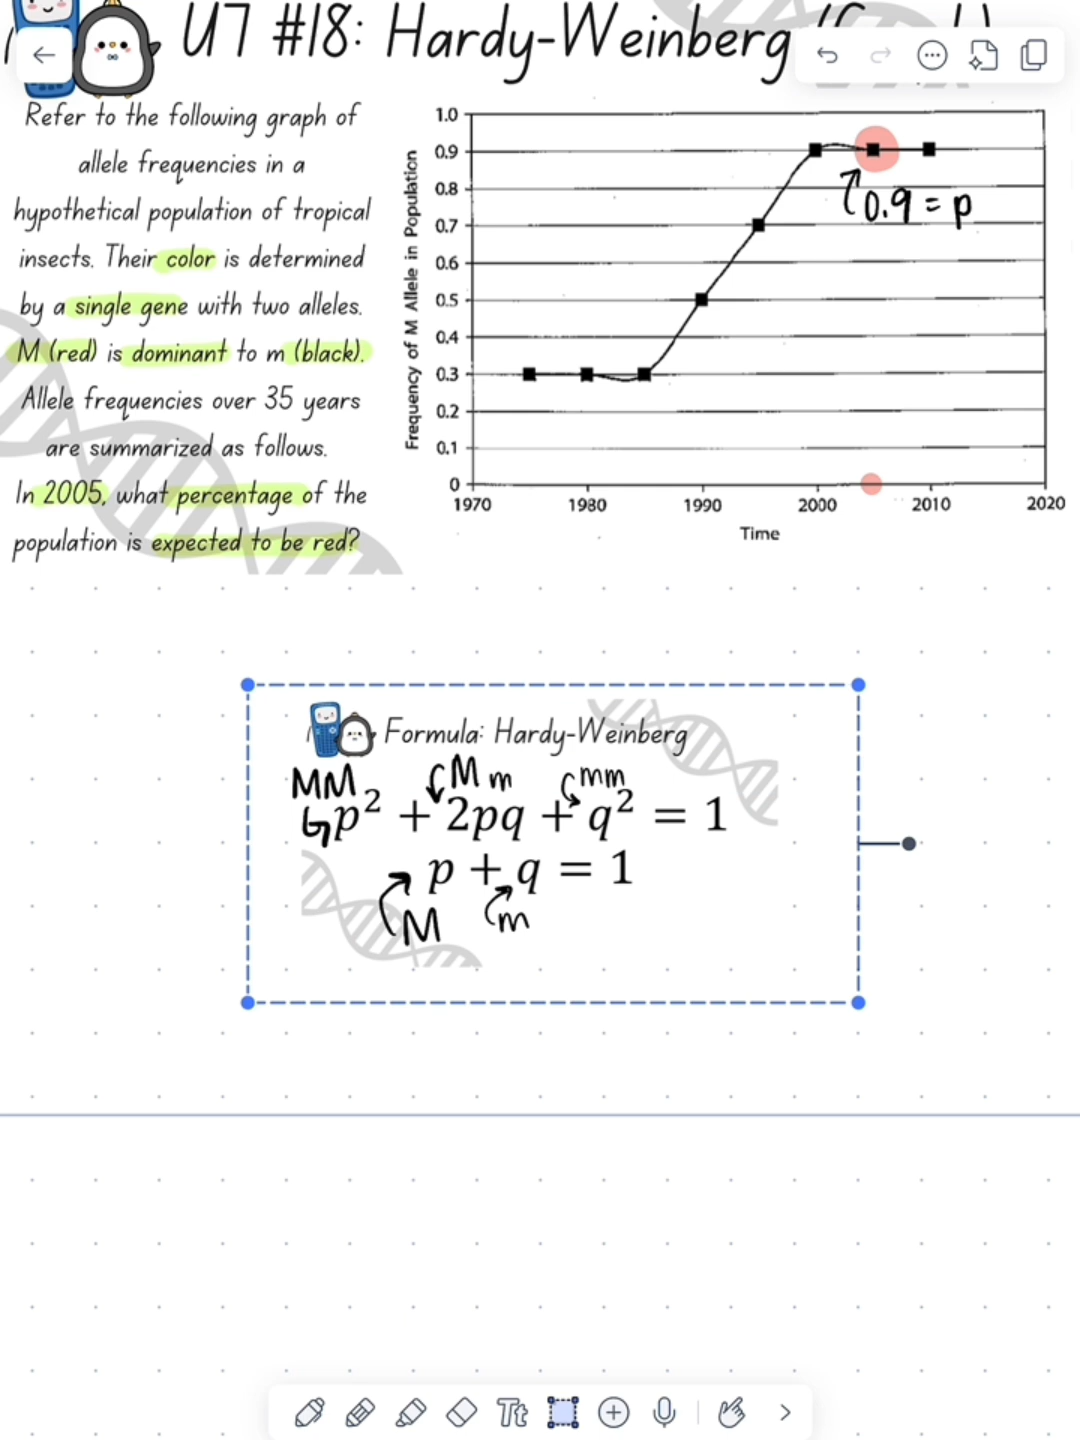 U7 #18: Hardy-Weinberg
Refer to the following graph of
allele frequencies in a
hypothetical population of tropical
insects. Their color is determined
by a single gene with two alleles.
M (red) is dominant to m (black).
Allele frequencies over 35 years
are summarized as follows.
In 2005, what percentage of the
population is expected to be red?
Frequency of M Allele in Population
1.0
0.9
0.8
0.7
0.6
0.5
0.4
0.3
0.2
0.1
0
0.9 = p
1970 1980 1990 2000 2010 2020
Time
Formula: Hardy-Weinberg
MM Mm mm
p² + 2pq + q² = 1
p + q = 1
M m
Tt